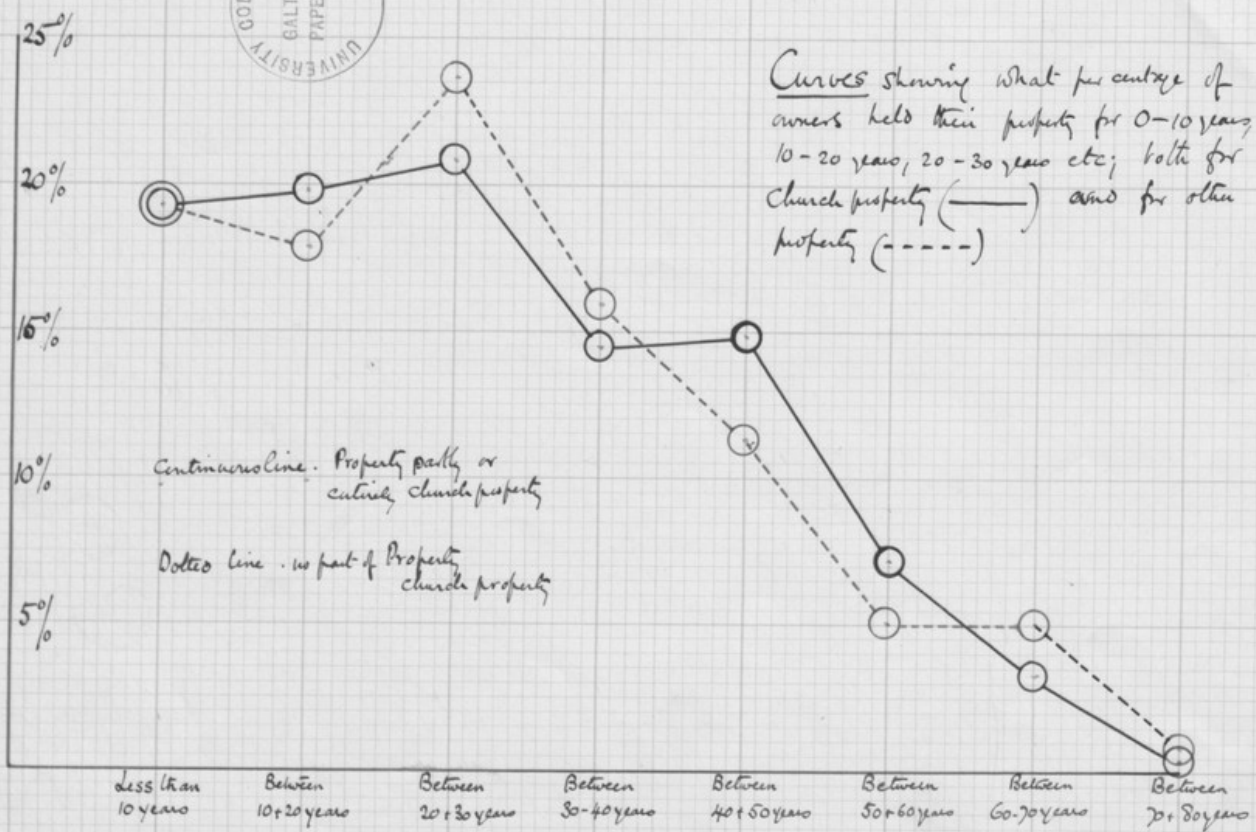 25%
UNIVERSITY COL
GALT
PAPE
Curves showing what percentage of
owners held their property for 0-10 years,
10-20 years, 20-30 years etc; both for
Church property (———) and for other
property (-----)
20%
15%
10%
Continuous line. Property partly or
entirely church property
Dotted line. no part of Property
church property
5%
Less than
10 years
Between
10+20 years
Between
20+30 years
Between
30-40 years
Between
40+50 years
Between
50+60 years
Between
60-70 years
Between
70+80 years